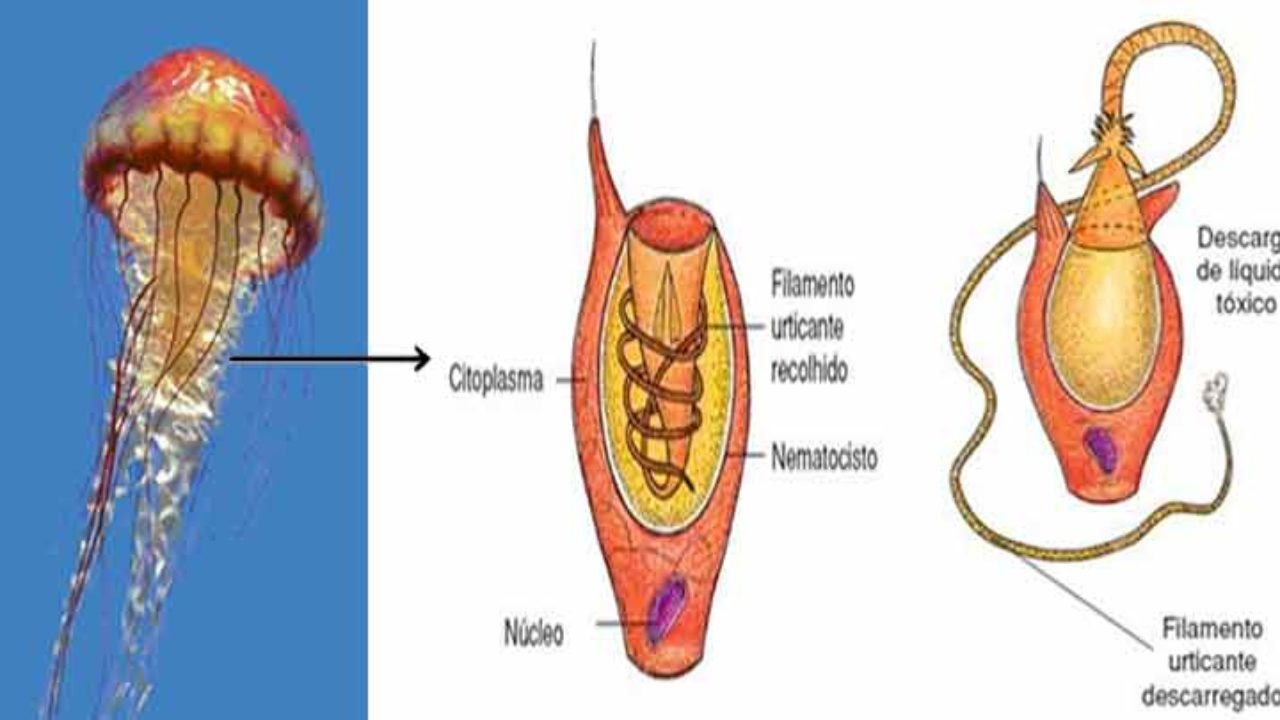 Filamento
urticante
recolhido
Citoplasma
Nematocisto
Núcleo
Descarg
de líquid
tóxico
Filamento
urticante
descarregado